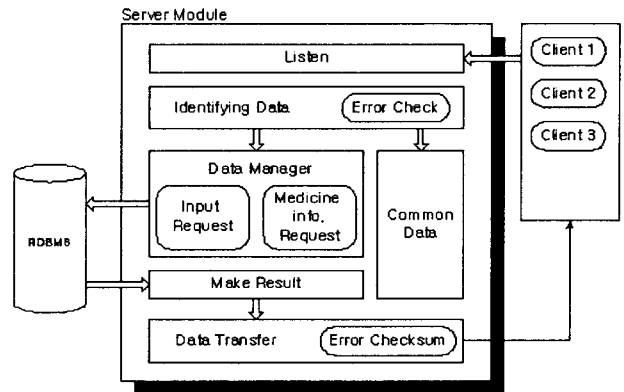 Server Module
Listen
Client 1
Client 2
Client 3
Identifying Data
Error Check
Data Manager
Input
Request
Medicine
info,
Request
Common
Data
RDBMS
Make Result
Data Transfer
Error Checksum